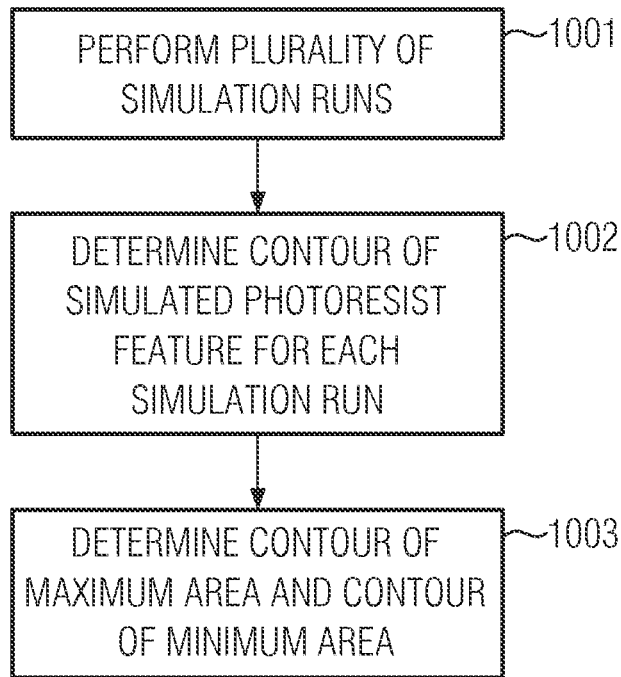 PERFORM PLURALITY OF
SIMULATION RUNS
1001
DETERMINE CONTOUR OF
SIMULATED PHOTORESIST
FEATURE FOR EACH
SIMULATION RUN
1002
DETERMINE CONTOUR OF
MAXIMUM AREA AND CONTOUR
OF MINIMUM AREA
1003